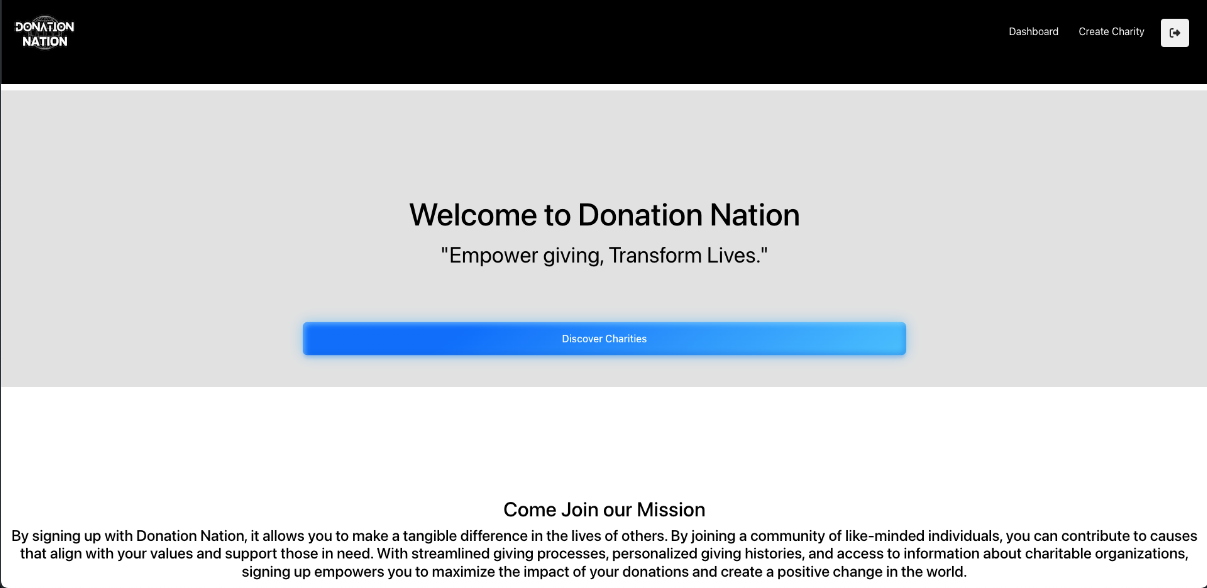 DONATION
NATION
Dashboard
Create Charity
Welcome to Donation Nation
"Empower giving, Transform Lives."
Discover Charities
Come Join our Mission
By signing up with Donation Nation, it allows you to make a tangible difference in the lives of others. By joining a community of like-minded individuals, you can contribute to causes
that align with your values and support those in need. With streamlined giving processes, personalized giving histories, and access to information about charitable organizations,
signing up empowers you to maximize the impact of your donations and create a positive change in the world.